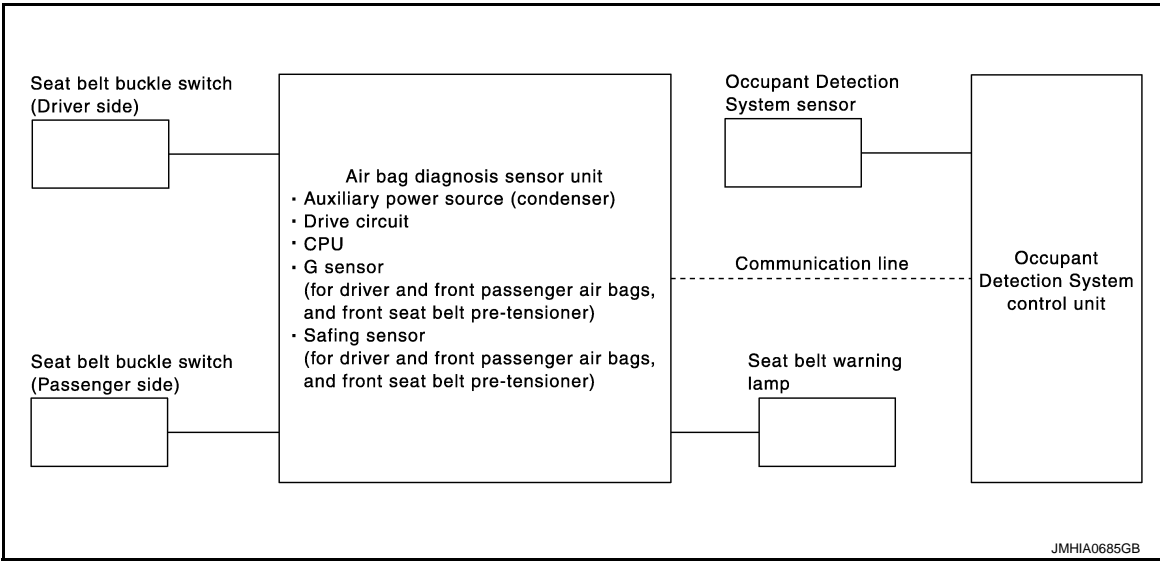 Seat belt buckle switch
(Driver side)
Air bag diagnosis sensor unit
· Auxiliary power source (condenser)
· Drive circuit
· CPU
· G sensor
(for driver and front passenger air bags,
and front seat belt pre-tensioner)
· Safing sensor
(for driver and front passenger air bags,
and front seat belt pre-tensioner)
Seat belt buckle switch
(Passenger side)
Occupant Detection
System sensor
Communication line
Occupant
Detection System
control unit
Seat belt warning
lamp
JMHIA0685GB